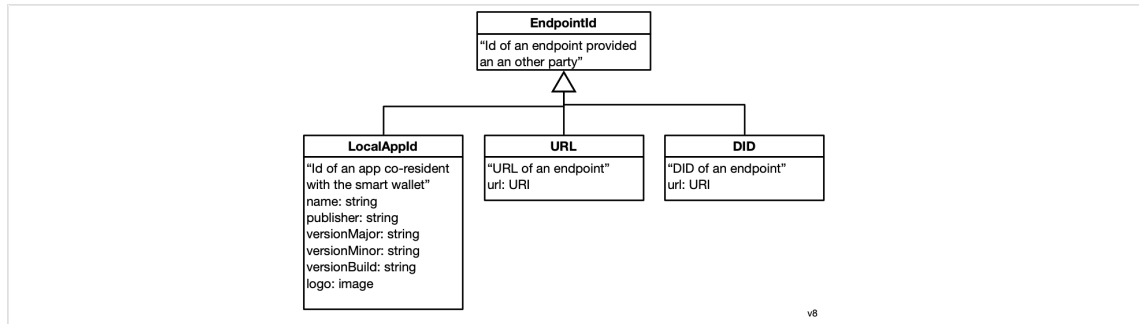 EndpointId
“Id of an endpoint provided
an an other party”
LocalAppId
“Id of an app co-resident
with the smart wallet”
name: string
publisher: string
versionMajor: string
versionMinor: string
versionBuild: string
logo: image
URL
“URL of an endpoint”
url: URI
DID
“DID of an endpoint”
url: URI
v8